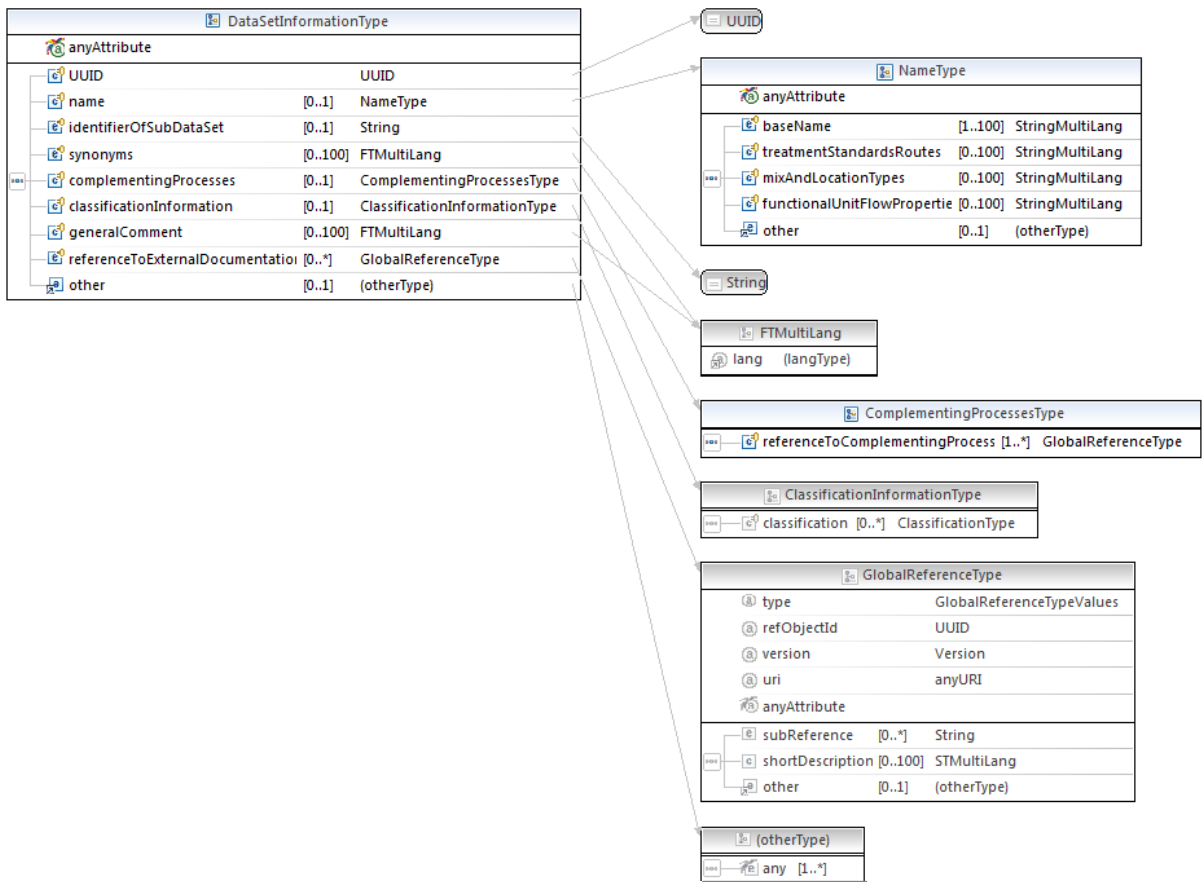 DataSetInformationType
anyAttribute
UUID UUID
name [0..1] NameType
identifierOfSubDataSet [0..1] String
synonyms [0..100] FTMultiLang
complementingProcesses [0..1] ComplementingProcessesType
classificationInformation [0..1] ClassificationInformationType
generalComment [0..100] FTMultiLang
referenceToExternalDocumentation [0..*] GlobalReferenceType
other [0..1] (otherType)
UUID
NameType
anyAttribute
baseName [1..100] StringMultiLang
treatmentStandardsRoutes [0..100] StringMultiLang
mixAndLocationTypes [0..100] StringMultiLang
functionalUnitFlowPropertie [0..100] StringMultiLang
other [0..1] (otherType)
String
FTMultiLang
lang (langType)
ComplementingProcessesType
referenceToComplementingProcess [1..*] GlobalReferenceType
ClassificationInformationType
classification [0..*] ClassificationType
GlobalReferenceType
type GlobalReferenceTypeValues
refObjectId UUID
version Version
uri anyURI
anyAttribute
subReference [0..*] String
shortDescription [0..100] STMultiLang
other [0..1] (otherType)
(otherType)
any [1..*]